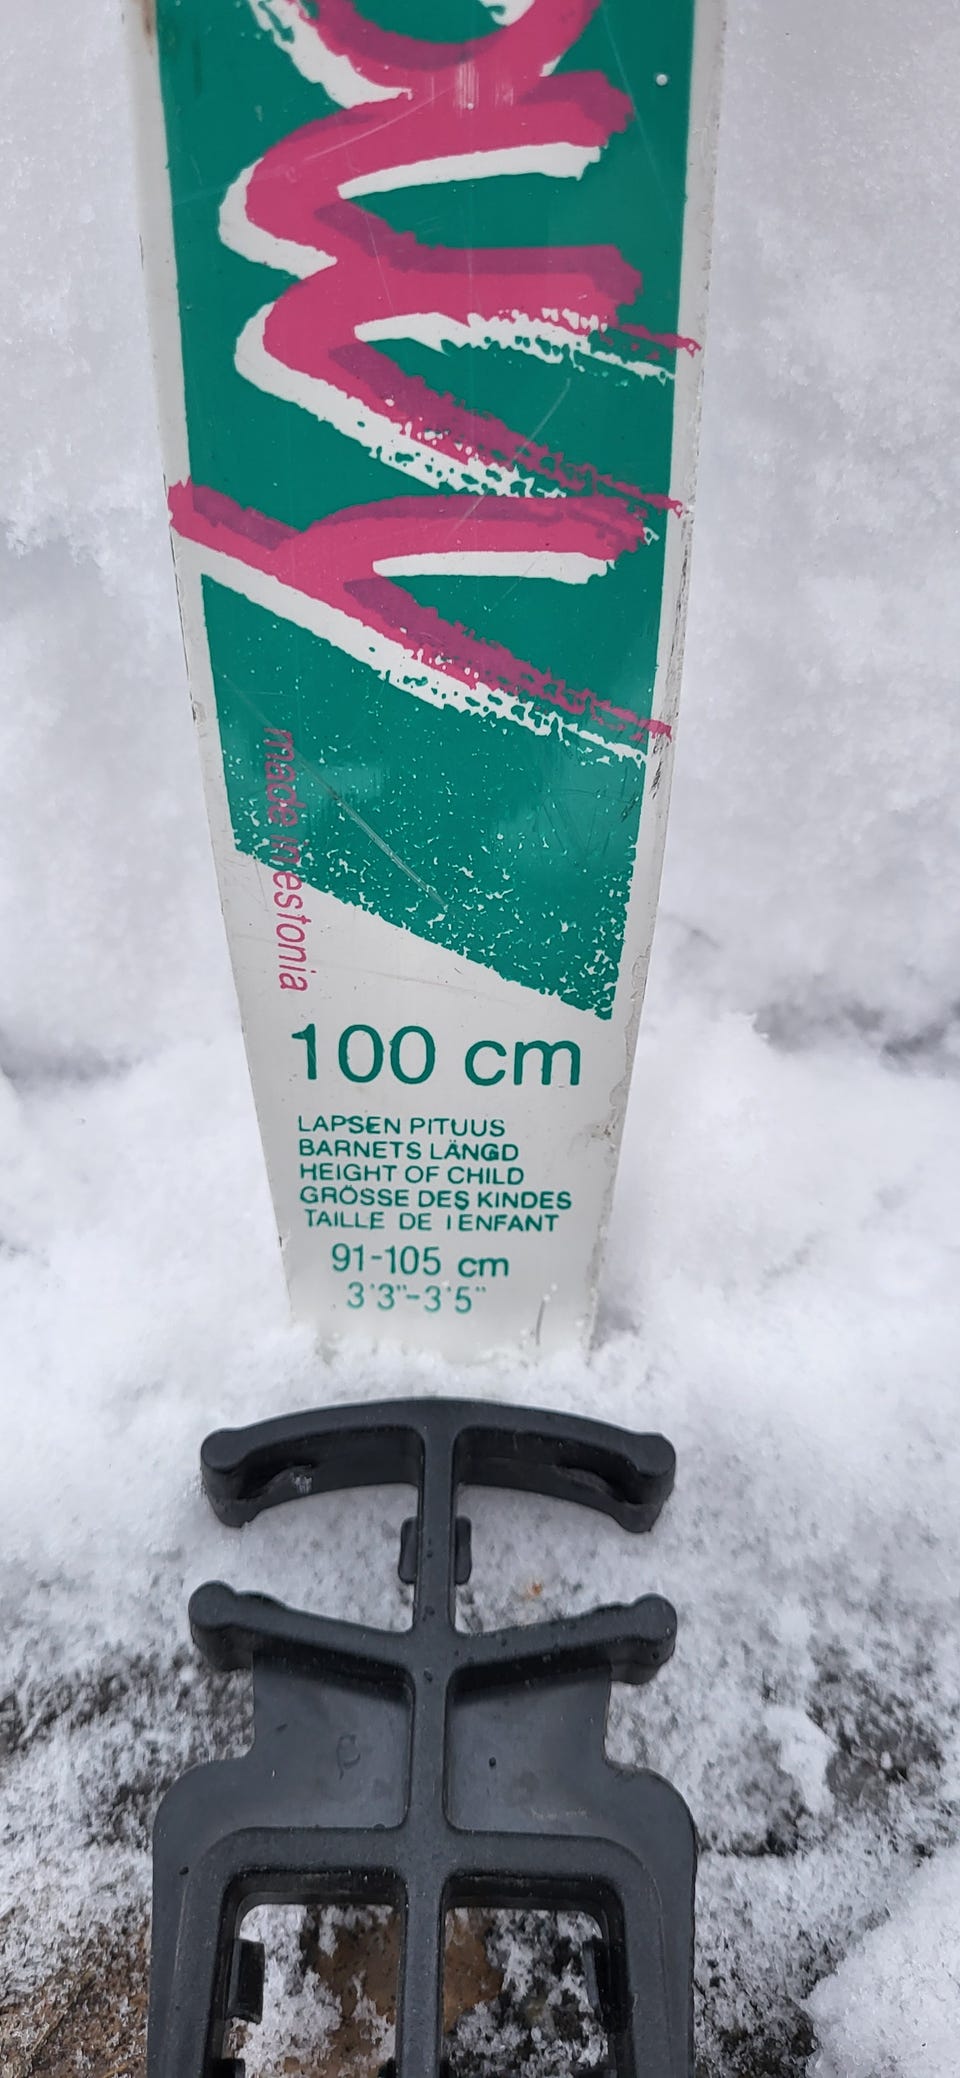 made in estonia
100 cm
LAPSEN PITUUS
BARNETS LÄNGD
HEIGHT OF CHILD
GRÖSSE DES KINDES
TAILLE DE l ENFANT
91-105 cm
3'3"-3'5"